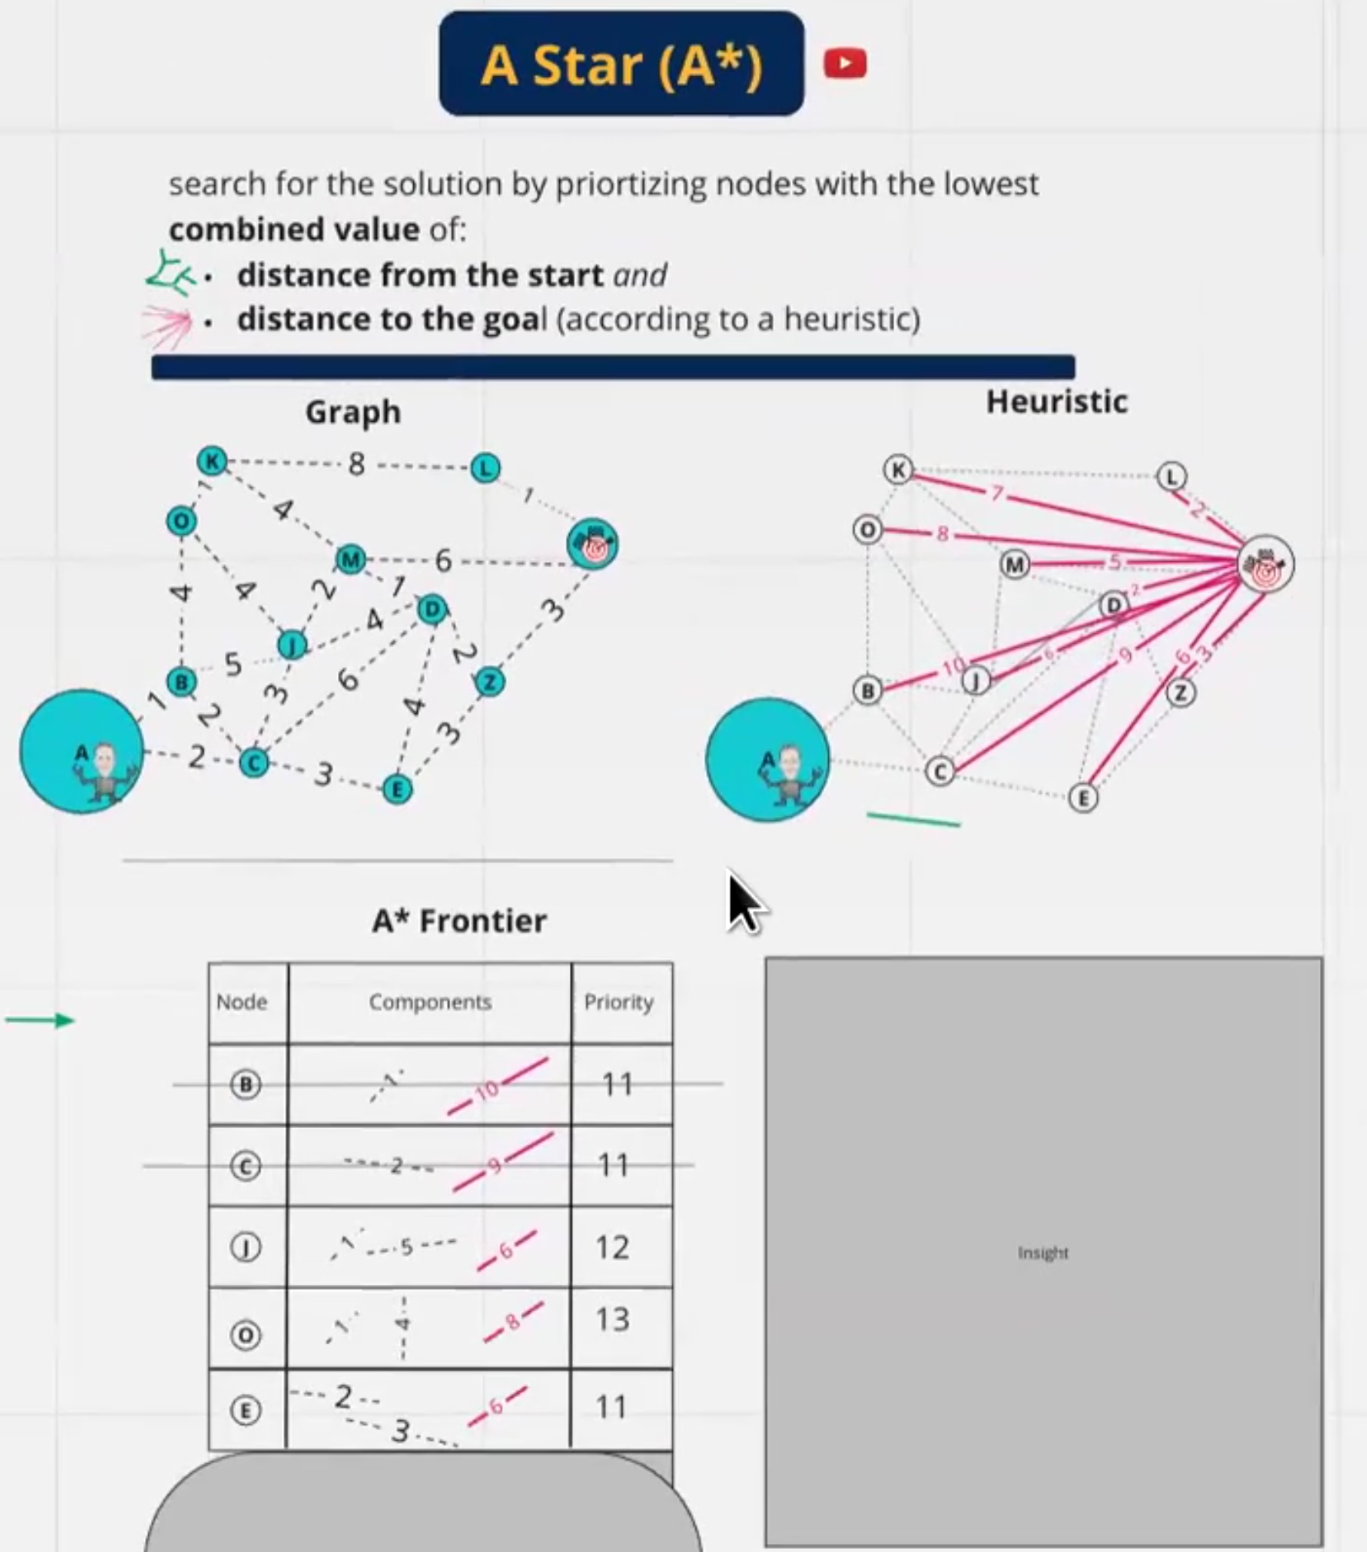 A Star (A*)
search for the solution by priortizing nodes with the lowest
combined value of:
• distance from the start and
• distance to the goal (according to a heuristic)
Graph
Heuristic
K 8 L
1
1
O
4
M 6
4
4
2
1
D
4
3
J
5
B
6
2
Z
1
2
3
4
3
A
2
C
3
E
K
7
L
2
O
8
M
5
D
2
10
J
6
9
6
3
B
Z
A
C
E
A* Frontier
Node Components Priority
B 1 10 11
C 2 9 11
J 1 5 6 12
O 1 4 8 13
E 2 3 6 11
Insight